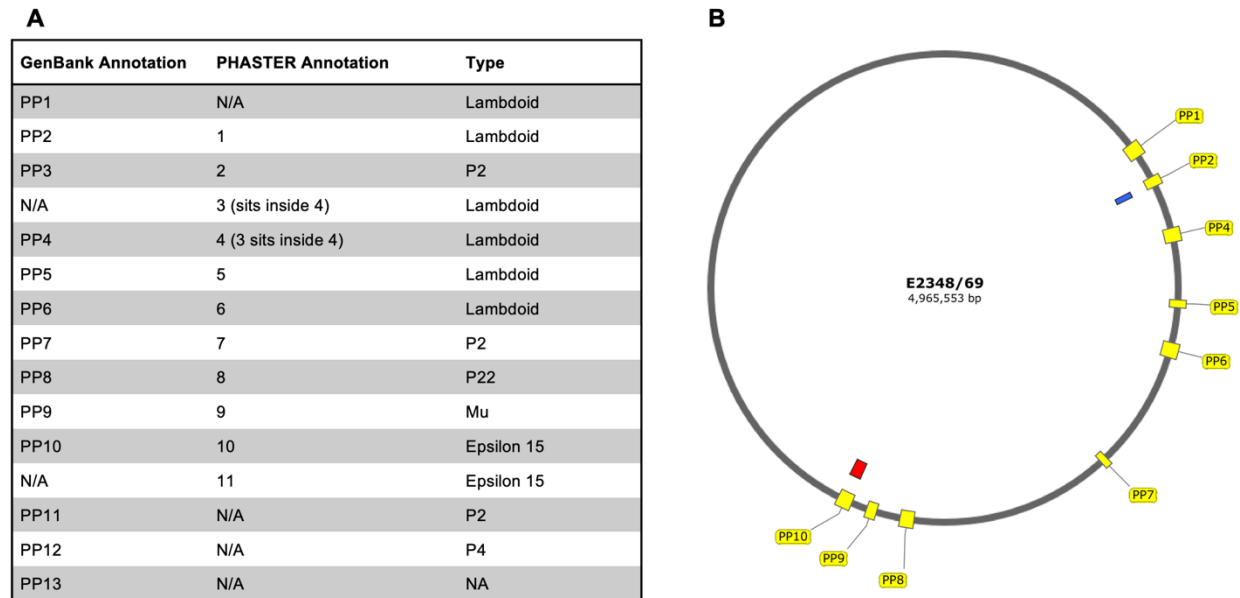 A
GenBank Annotation PHASTER Annotation Type
PP1 N/A Lambdoid
PP2 1 Lambdoid
PP3 2 P2
N/A 3 (sits inside 4) Lambdoid
PP4 4 (3 sits inside 4) Lambdoid
PP5 5 Lambdoid
PP6 6 Lambdoid
PP7 7 P2
PP8 8 P22
PP9 9 Mu
PP10 10 Epsilon 15
N/A 11 Epsilon 15
PP11 N/A P2
PP12 N/A P4
PP13 N/A NA
B
PP1
PP2
PP4
E2348/69
4,965,553 bp
PP5
PP6
PP7
PP10
PP9
PP8